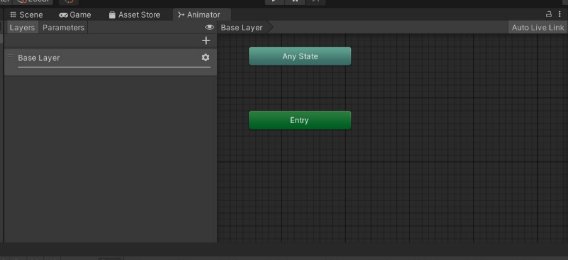 Scene Game Asset Store Animator
Layers Parameters Base Layer Auto Live Link
Base Layer
Any State
Entry